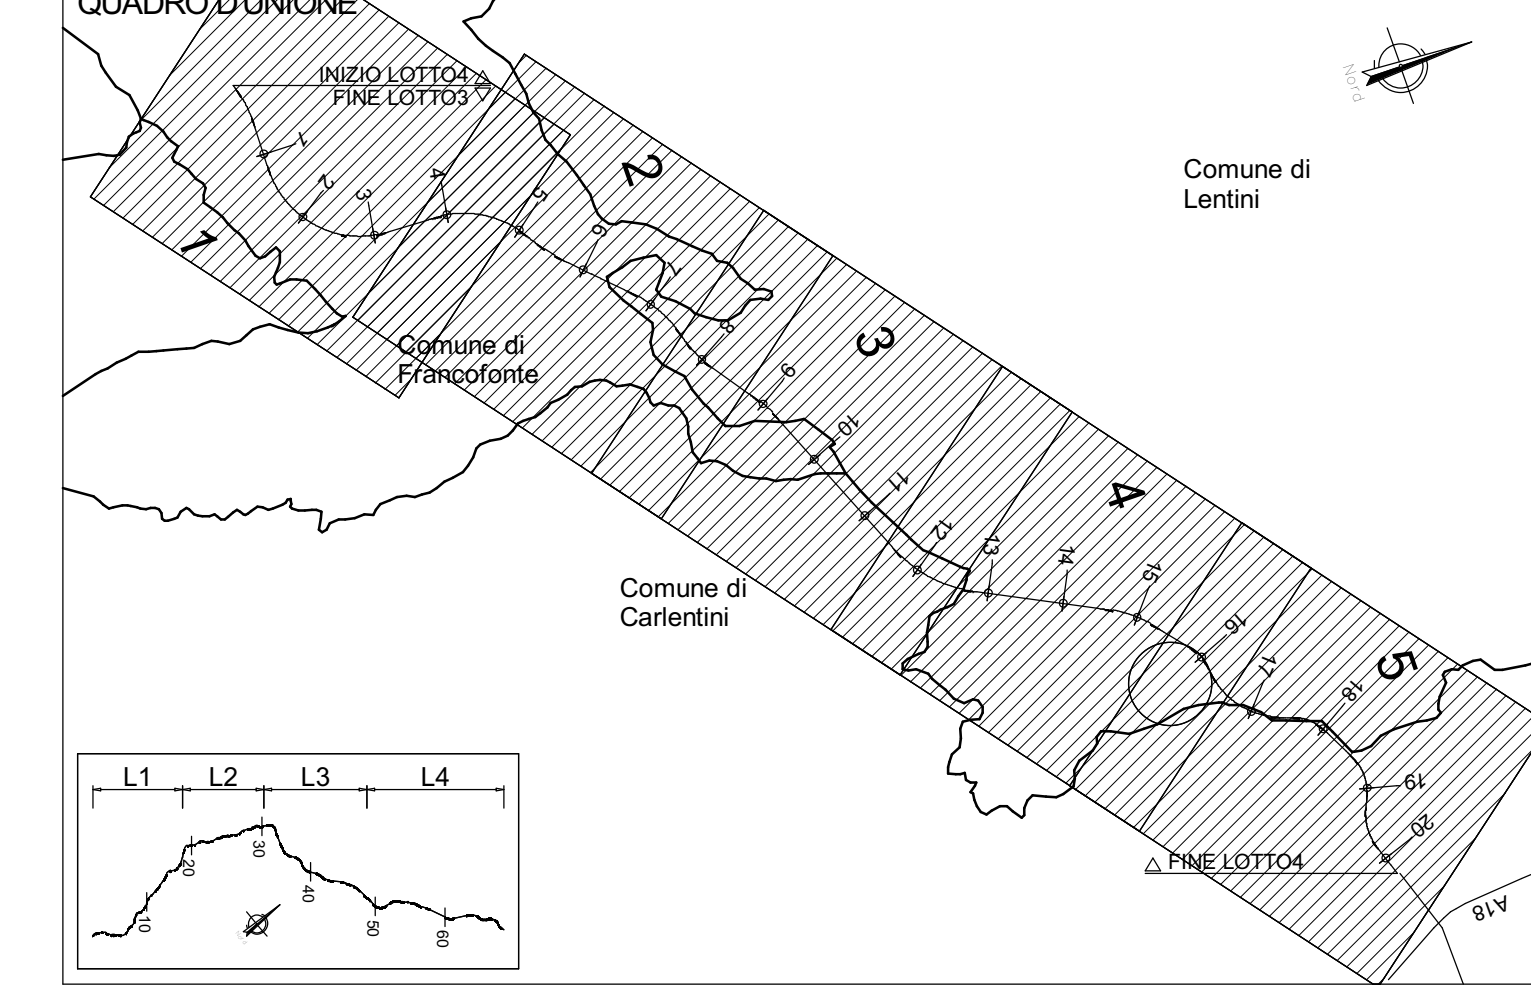 QUADRO D'UNIONE
INIZIO LOTTO4
FINE LOTTO3
Nord
Comune di
Lentini
1
2
3
4
5
1
2
3
4
5
6
7
8
9
10
11
12
13
14
15
16
17
18
19
20
Comune di
Francofonte
Comune di
Carlentini
FINE LOTTO4
A18
L1 L2 L3 L4
10
20
30
40
50
60
Nord